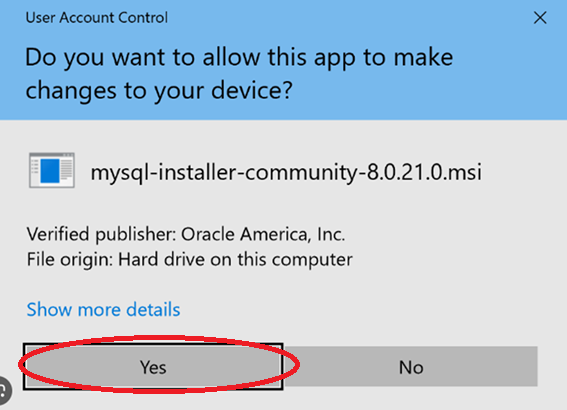 User Account Control
Do you want to allow this app to make
changes to your device?
mysql-installer-community-8.0.21.0.msi
Verified publisher: Oracle America, Inc.
File origin: Hard drive on this computer
Show more details
Yes
No